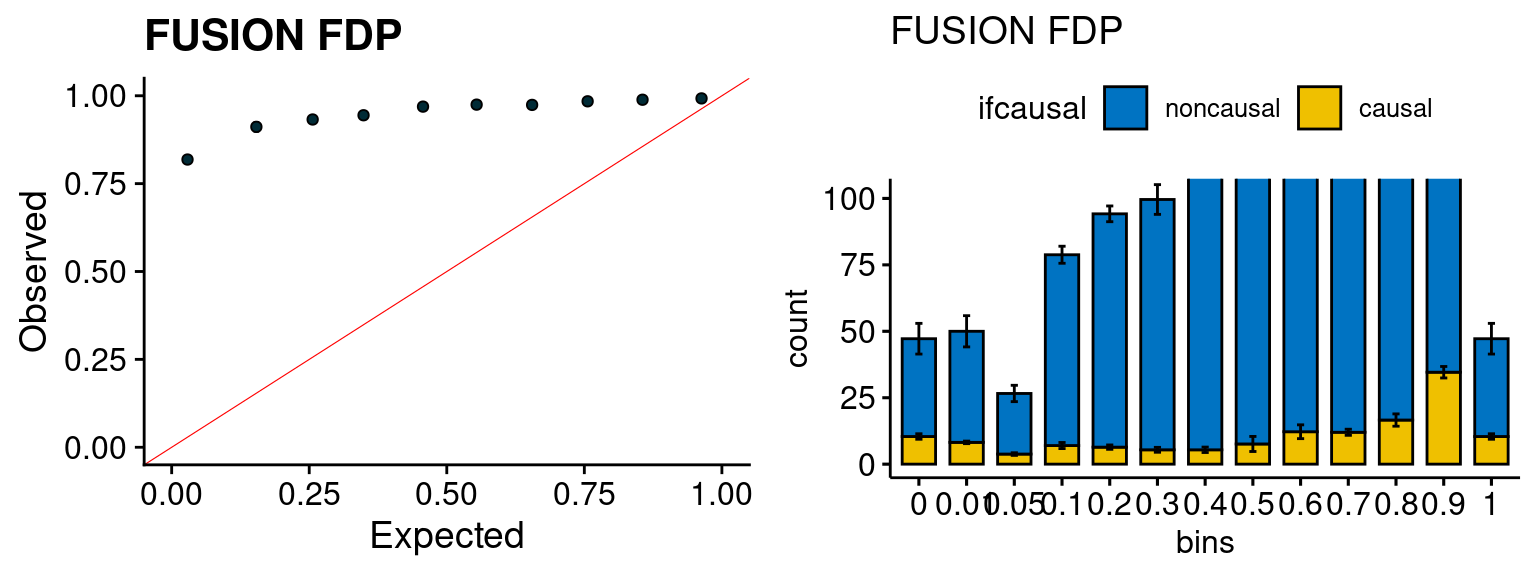 FUSION FDP
1.00
0.75
0.50
0.25
0.00
Observed
0.00 0.25 0.50 0.75 1.00
Expected
FUSION FDP
ifcausal noncausal causal
100
75
50
25
0
count
0 0.01 0.05 0.1 0.2 0.3 0.4 0.5 0.6 0.7 0.8 0.9 1
bins